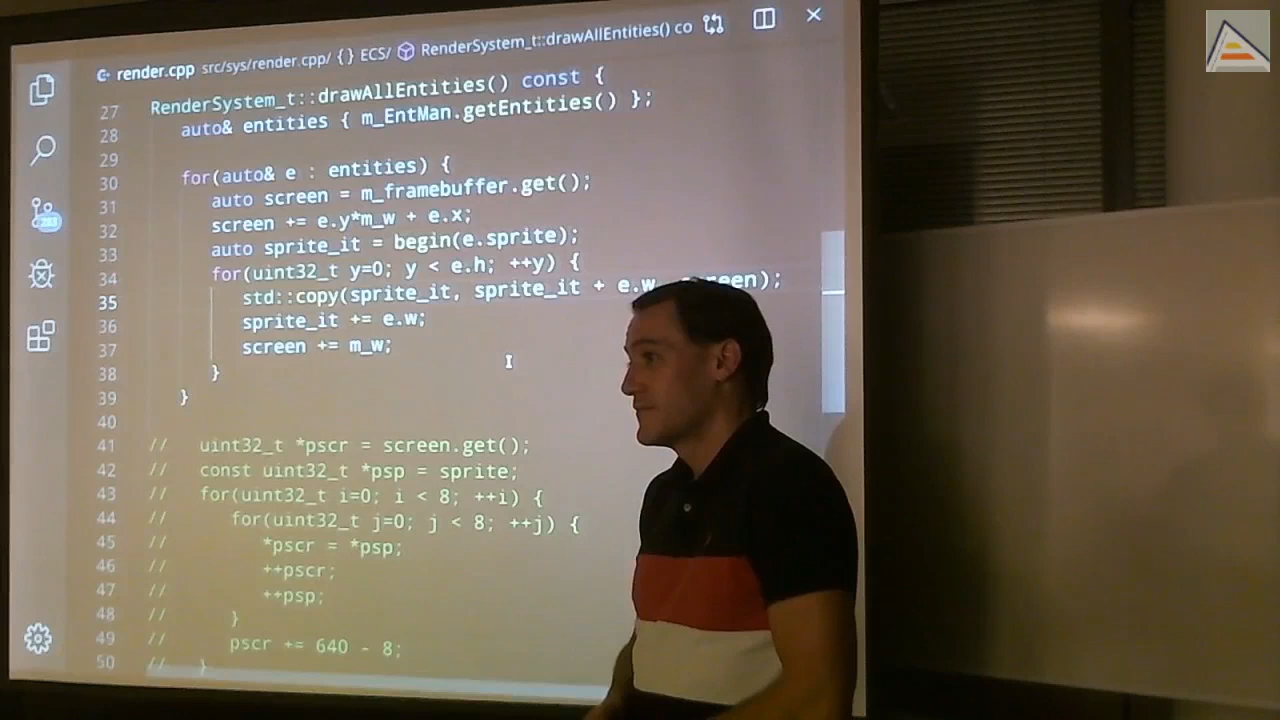 render.cpp src/sys/render.cpp/ {} ECS/ RenderSystem_t::drawAllEntities() co
27 RenderSystem_t::drawAllEntities() const {
28 auto& entities { m_EntMan.getEntities() };
29
30 for(auto& e : entities) {
31 auto screen = m_framebuffer.get();
32 screen += e.y*m_w + e.x;
33 auto sprite_it = begin(e.sprite);
34 for(uint32_t y=0; y < e.h; ++y) {
35 std::copy(sprite_it, sprite_it + e.w, screen);
36 sprite_it += e.w;
37 screen += m_w;
38 }
39 }
40
41 // uint32_t *pscr = screen.get();
42 // const uint32_t *psp = sprite;
43 // for(uint32_t i=0; i < 8; ++i) {
44 // for(uint32_t j=0; j < 8; ++j) {
45 // *pscr = *psp;
46 // ++pscr;
47 // ++psp;
48 // }
49 // pscr += 640 - 8;
50 // }